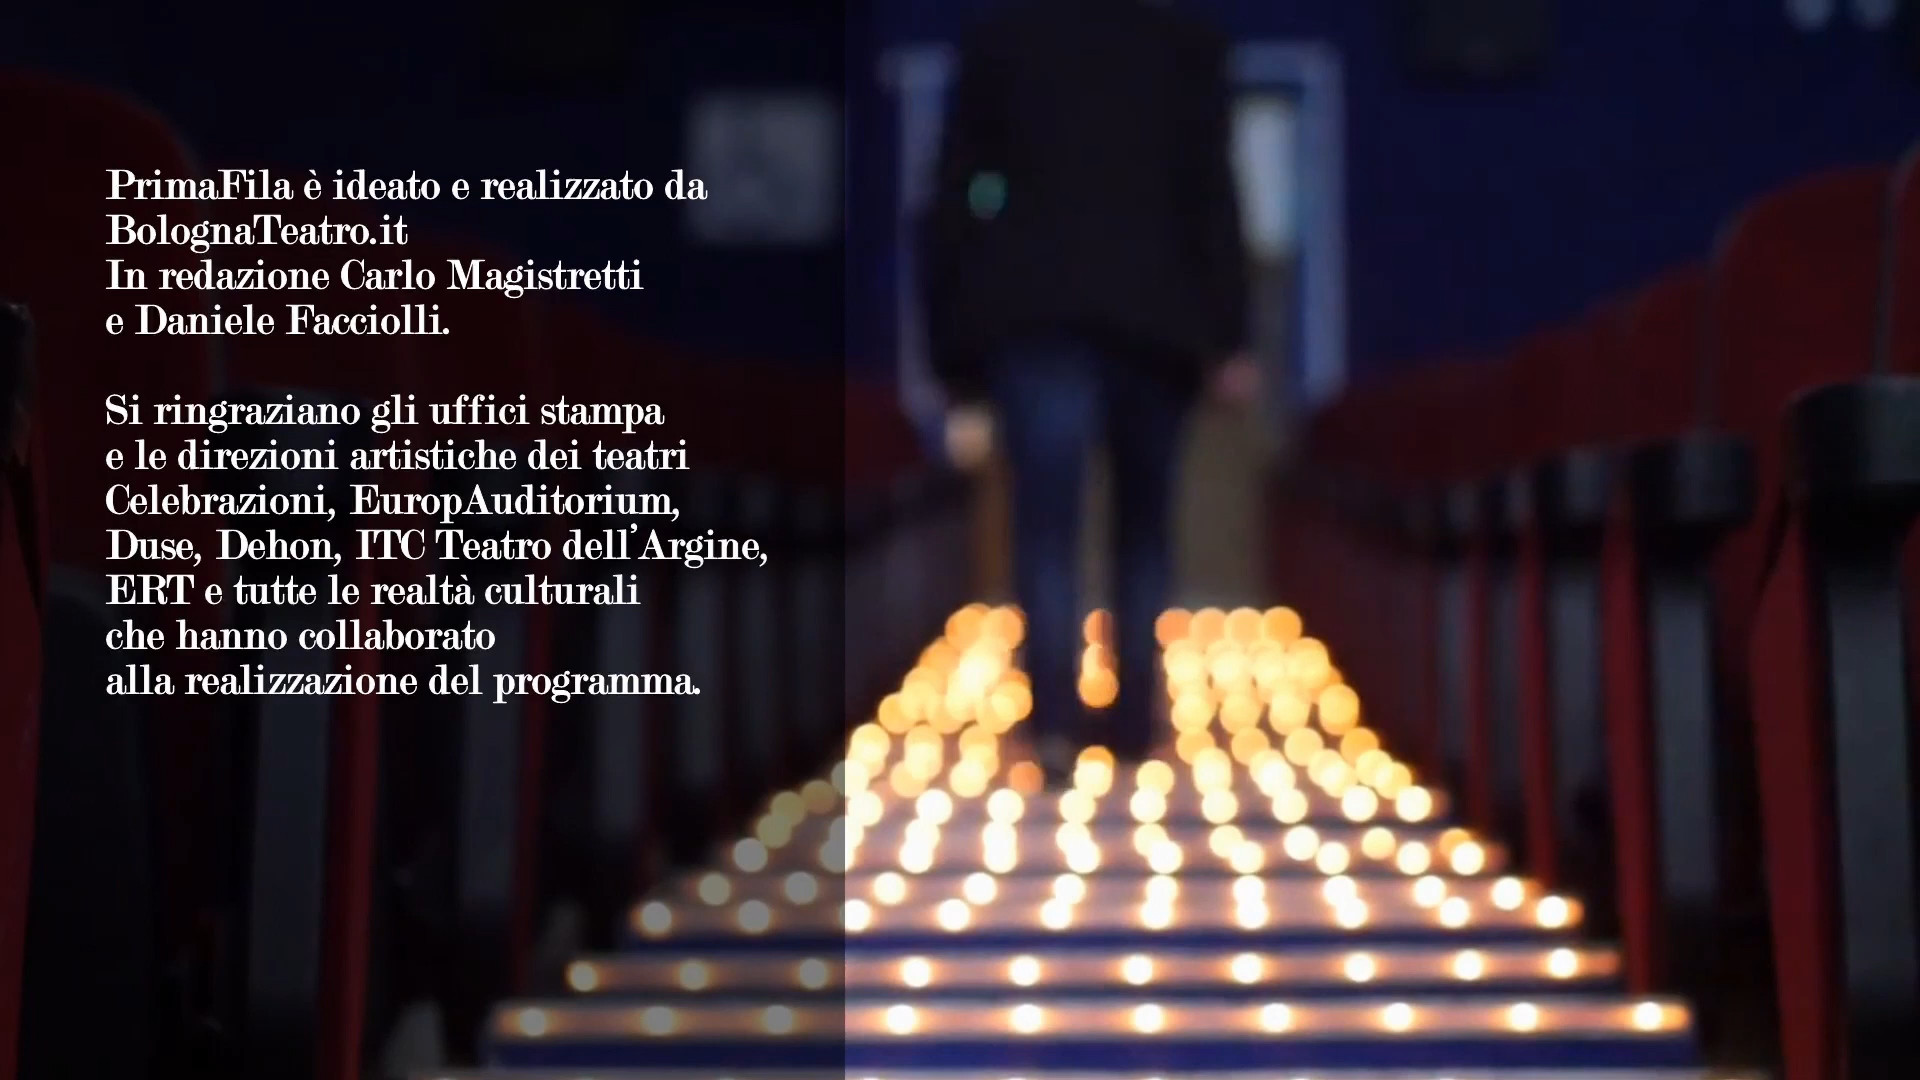 PrimaFila è ideato e realizzato da
BolognaTeatro.it
In redazione Carlo Magistretti
e Daniele Facciolli.
Si ringraziano gli uffici stampa
e le direzioni artistiche dei teatri
Celebrazioni, EuropAuditorium,
Duse, Dehon, ITC Teatro dell'Argine,
ERT e tutte le realtà culturali
che hanno collaborato
alla realizzazione del programma.